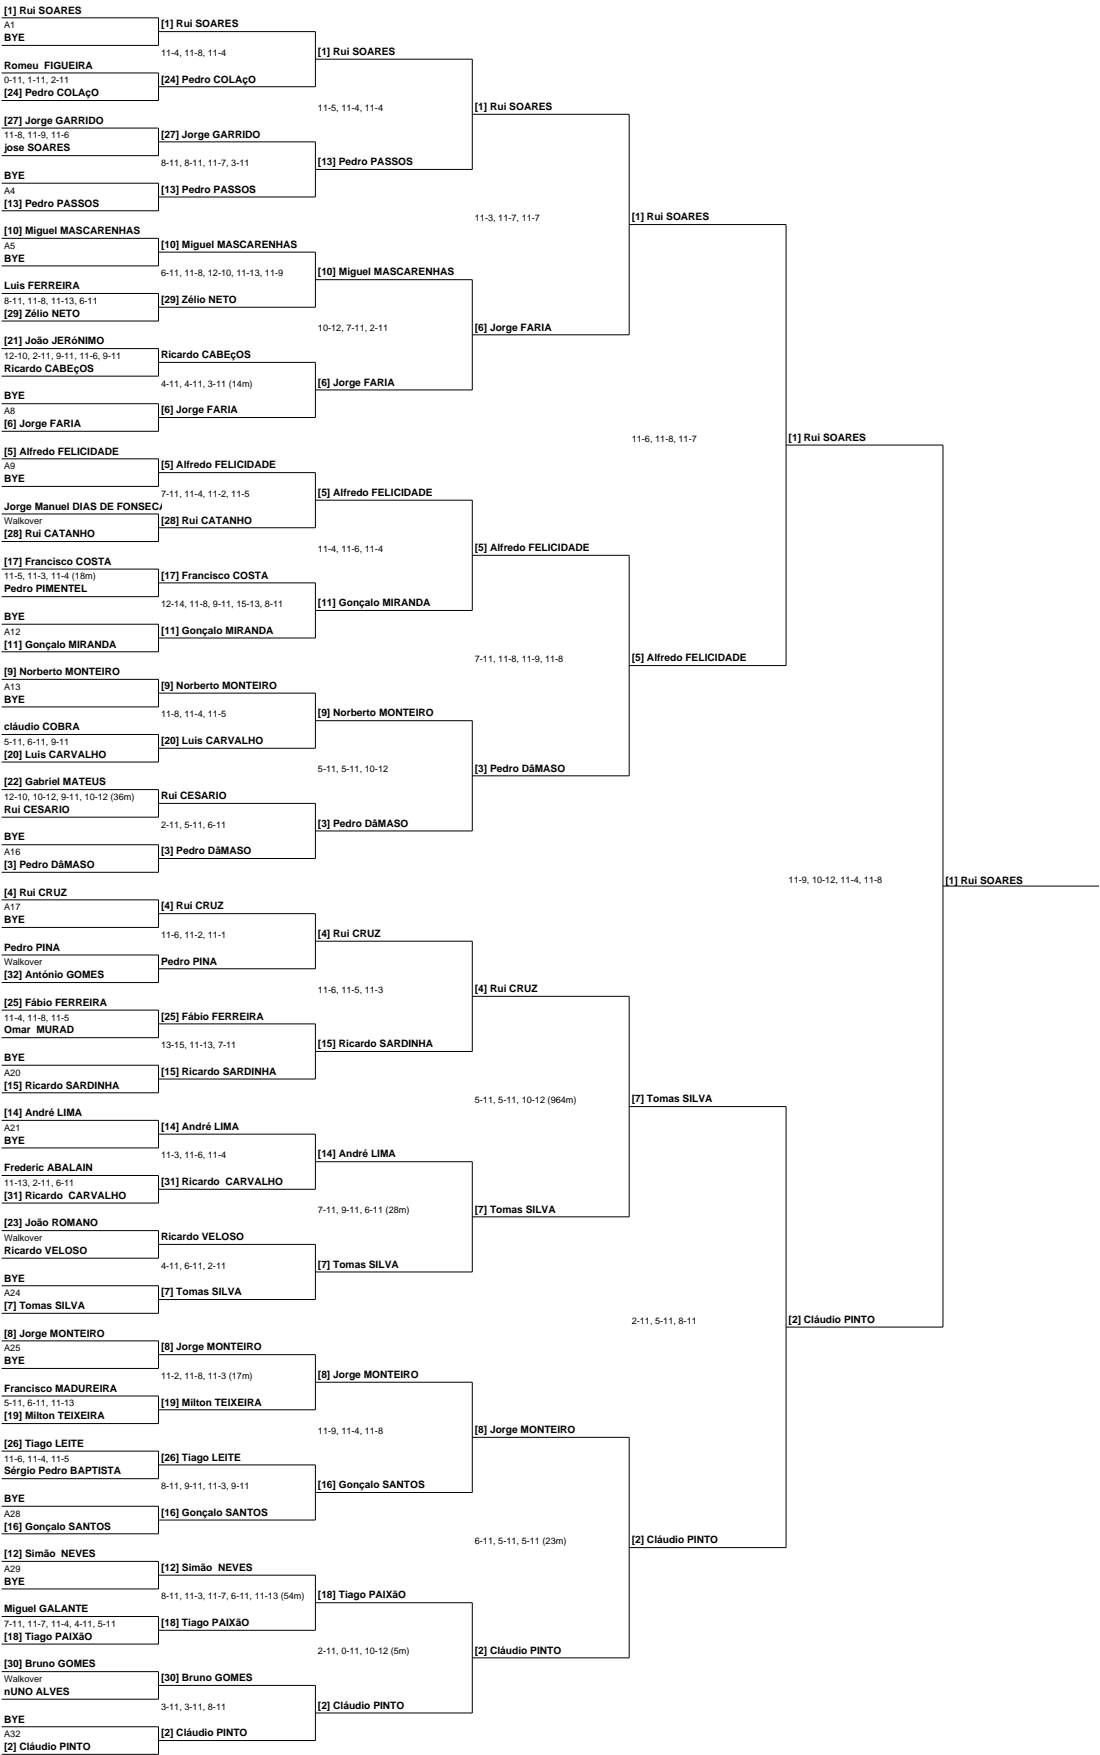 [1] Rui SOARES
A1
BYE
Romeu  FIGUEIRA
0-11, 1-11, 2-11
[24] Pedro COLAçO
[27] Jorge GARRIDO
11-8, 11-9, 11-6
jose SOARES
BYE
A4
[13] Pedro PASSOS
[10] Miguel MASCARENHAS
A5
BYE
Luis FERREIRA
8-11, 11-8, 11-13, 6-11
[29] Zélio NETO
[21] João JERóNIMO
12-10, 2-11, 9-11, 11-6, 9-11
Ricardo CABEçOS
BYE
A8
[6] Jorge FARIA
[5] Alfredo FELICIDADE
A9
BYE
Jorge Manuel DIAS DE FONSECA
Walkover
[28] Rui CATANHO
[17] Francisco COSTA
11-5, 11-3, 11-4 (18m)
Pedro PIMENTEL
BYE
A12
[11] Gonçalo MIRANDA
[9] Norberto MONTEIRO
A13
BYE
cláudio COBRA
5-11, 6-11, 9-11
[20] Luis CARVALHO
[22] Gabriel MATEUS
12-10, 10-12, 9-11, 10-12 (36m)
Rui CESARIO
BYE
A16
[3] Pedro DâMASO
[4] Rui CRUZ
A17
BYE
Pedro PINA
Walkover
[32] António GOMES
[25] Fábio FERREIRA
11-4, 11-8, 11-5
Omar  MURAD
BYE
A20
[15] Ricardo SARDINHA
[14] André LIMA
A21
BYE
Frederic ABALAIN
11-13, 2-11, 6-11
[31] Ricardo  CARVALHO
[23] João ROMANO
Walkover
Ricardo VELOSO
BYE
A24
[7] Tomas SILVA
[8] Jorge MONTEIRO
A25
BYE
Francisco MADUREIRA
5-11, 6-11, 11-13
[19] Milton TEIXEIRA
[26] Tiago LEITE
11-6, 11-4, 11-5
Sérgio Pedro BAPTISTA
BYE
A28
[16] Gonçalo SANTOS
[12] Simão  NEVES
A29
BYE
Miguel GALANTE
7-11, 11-7, 11-4, 4-11, 5-11
[18] Tiago PAIXãO
[30] Bruno GOMES
Walkover
nUNO ALVES
BYE
A32
[2] Cláudio PINTO
[1] Rui SOARES
11-4, 11-8, 11-4
[24] Pedro COLAçO
[27] Jorge GARRIDO
8-11, 8-11, 11-7, 3-11
[13] Pedro PASSOS
[10] Miguel MASCARENHAS
6-11, 11-8, 12-10, 11-13, 11-9
[29] Zélio NETO
Ricardo CABEçOS
4-11, 4-11, 3-11 (14m)
[6] Jorge FARIA
[5] Alfredo FELICIDADE
7-11, 11-4, 11-2, 11-5
[28] Rui CATANHO
[17] Francisco COSTA
12-14, 11-8, 9-11, 15-13, 8-11
[11] Gonçalo MIRANDA
[9] Norberto MONTEIRO
11-8, 11-4, 11-5
[20] Luis CARVALHO
Rui CESARIO
2-11, 5-11, 6-11
[3] Pedro DâMASO
[4] Rui CRUZ
11-6, 11-2, 11-1
Pedro PINA
[25] Fábio FERREIRA
13-15, 11-13, 7-11
[15] Ricardo SARDINHA
[14] André LIMA
11-3, 11-6, 11-4
[31] Ricardo  CARVALHO
Ricardo VELOSO
4-11, 6-11, 2-11
[7] Tomas SILVA
[8] Jorge MONTEIRO
11-2, 11-8, 11-3 (17m)
[19] Milton TEIXEIRA
[26] Tiago LEITE
8-11, 9-11, 11-3, 9-11
[16] Gonçalo SANTOS
[12] Simão  NEVES
8-11, 11-3, 11-7, 6-11, 11-13 (54m)
[18] Tiago PAIXãO
[30] Bruno GOMES
3-11, 3-11, 8-11
[2] Cláudio PINTO
[1] Rui SOARES
11-5, 11-4, 11-4
[13] Pedro PASSOS
[10] Miguel MASCARENHAS
10-12, 7-11, 2-11
[6] Jorge FARIA
[5] Alfredo FELICIDADE
11-4, 11-6, 11-4
[11] Gonçalo MIRANDA
[9] Norberto MONTEIRO
5-11, 5-11, 10-12
[3] Pedro DâMASO
[4] Rui CRUZ
11-6, 11-5, 11-3
[15] Ricardo SARDINHA
[14] André LIMA
7-11, 9-11, 6-11 (28m)
[7] Tomas SILVA
[8] Jorge MONTEIRO
11-9, 11-4, 11-8
[16] Gonçalo SANTOS
[18] Tiago PAIXãO
2-11, 0-11, 10-12 (5m)
[2] Cláudio PINTO
[1] Rui SOARES
11-3, 11-7, 11-7
[6] Jorge FARIA
[5] Alfredo FELICIDADE
7-11, 11-8, 11-9, 11-8
[3] Pedro DâMASO
[4] Rui CRUZ
5-11, 5-11, 10-12 (964m)
[7] Tomas SILVA
[8] Jorge MONTEIRO
6-11, 5-11, 5-11 (23m)
[2] Cláudio PINTO
[1] Rui SOARES
11-6, 11-8, 11-7
[5] Alfredo FELICIDADE
[7] Tomas SILVA
2-11, 5-11, 8-11
[2] Cláudio PINTO
[1] Rui SOARES
11-9, 10-12, 11-4, 11-8
[2] Cláudio PINTO
[1] Rui SOARES